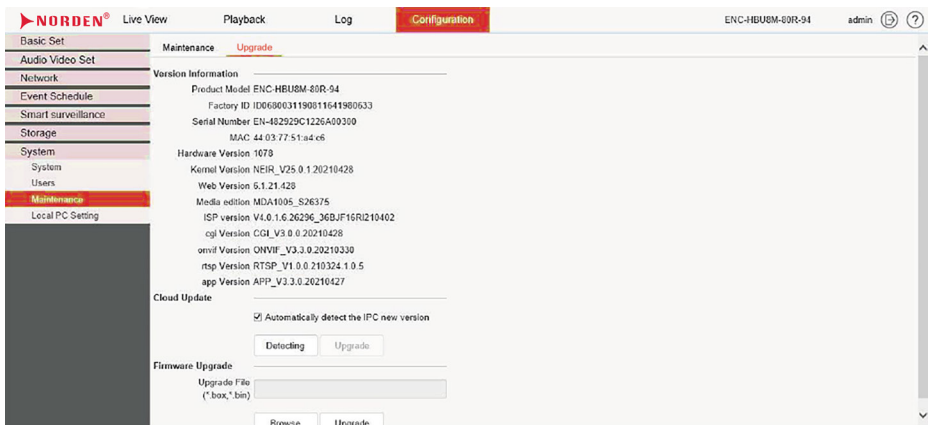 NORDEN® Live View Playback Log Configuration ENC-HBU8M-80R-94 admin ?
Basic Set
Audio Video Set
Network
Event Schedule
Smart surveillance
Storage
System
System
Users
Maintenance
Local PC Setting
Maintenance Upgrade
Version Information
Product Model ENC-HBU8M-80R-94
Factory ID ID0680031190811641980633
Serial Number EN-482929C1226A00300
MAC 44:03:77:51:a4:c6
Hardware Version 1078
Kernel Version NEIR_V25.0.1.20210428
Web Version 6.1.21.428
Media edition MDA1005_S26375
ISP version V4.0.1.6.26296_36BJF16RI210402
cgi Version CGI_V3.0.0.20210428
onvif Version ONVIF_V3.3.0.20210330
rtsp Version RTSP_V1.0.0.210324.1.0.5
app Version APP_V3.3.0.20210427
Cloud Update
Automatically detect the IPC new version
Detecting Upgrade
Firmware Upgrade
Upgrade File
(*.box,*.bin)
Browse Upgrade